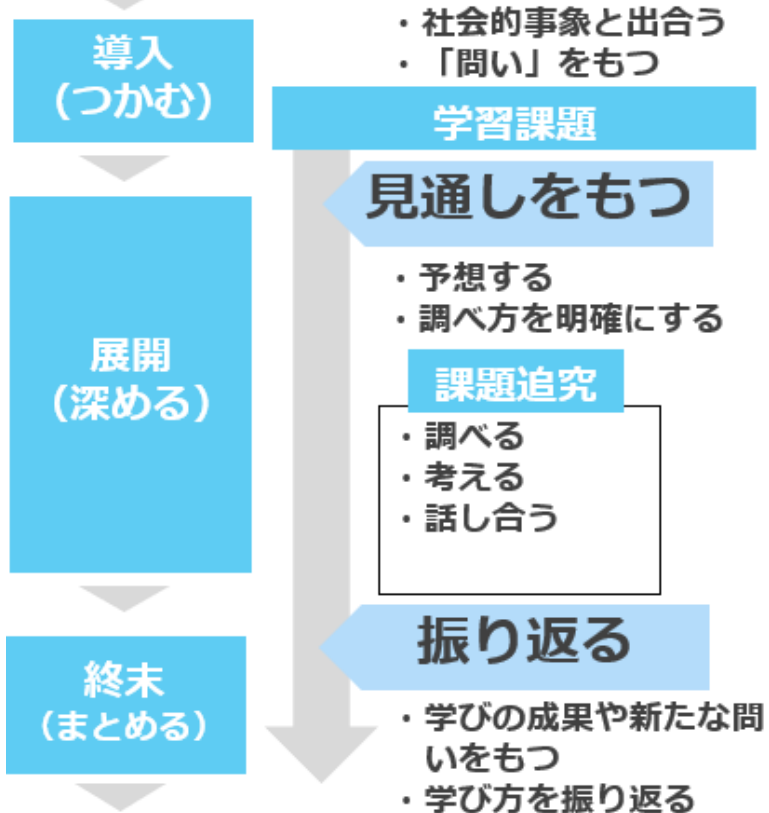 ・社会的事象と出合う
・「問い」をもつ
導入
（つかむ）
学習課題
見通しをもつ
・予想する
・調べ方を明確にする
展開
（深める）
課題追究
・調べる
・考える
・話し合う
振り返る
終末
（まとめる）
・学びの成果や新たな問
いをもつ
・学び方を振り返る